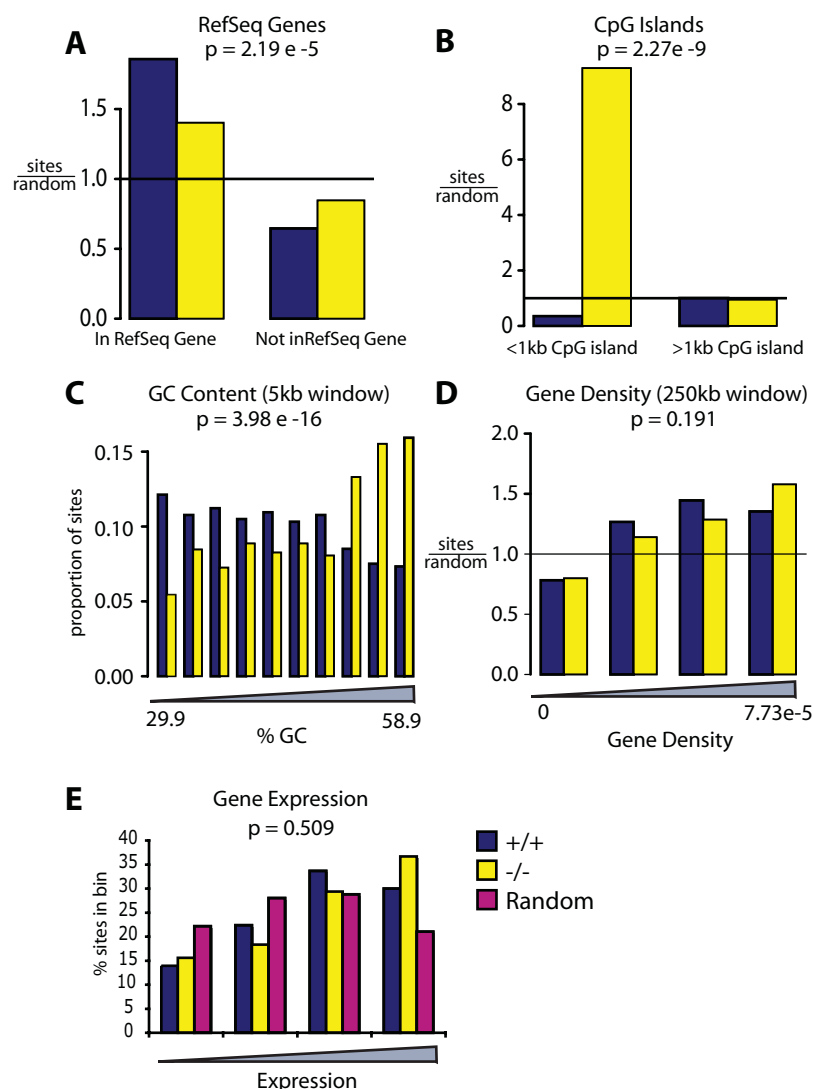 A
RefSeq Genes
p = 2.19 e -5
sites
random
1.5
1.0
0.5
0.0
In RefSeq Gene
Not inRefSeq Gene
B
CpG Islands
p = 2.27e -9
sites
random
8
6
4
2
0
<1kb CpG island
>1kb CpG island
C
GC Content (5kb window)
p = 3.98 e -16
proportion of sites
0.15
0.10
0.05
0.00
29.9
58.9
% GC
D
Gene Density (250kb window)
p = 0.191
sites
random
2.0
1.5
1.0
0.5
0.0
0
7.73e-5
Gene Density
E
Gene Expression
p = 0.509
% sites in bin
40
35
30
25
20
15
10
5
0
Expression
+/+
-/-
Random